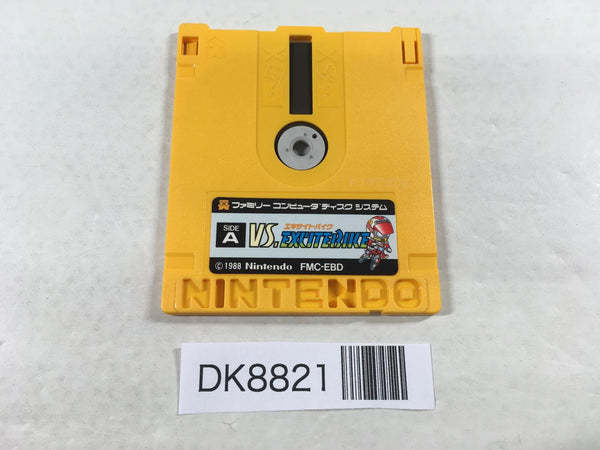 ファミリー コンピュータ ディスク システム
SIDE
A
エキサイトバイク
VS. EXCITEBIKE
©1988 Nintendo FMC-EBD
NINTENDO
DK8821